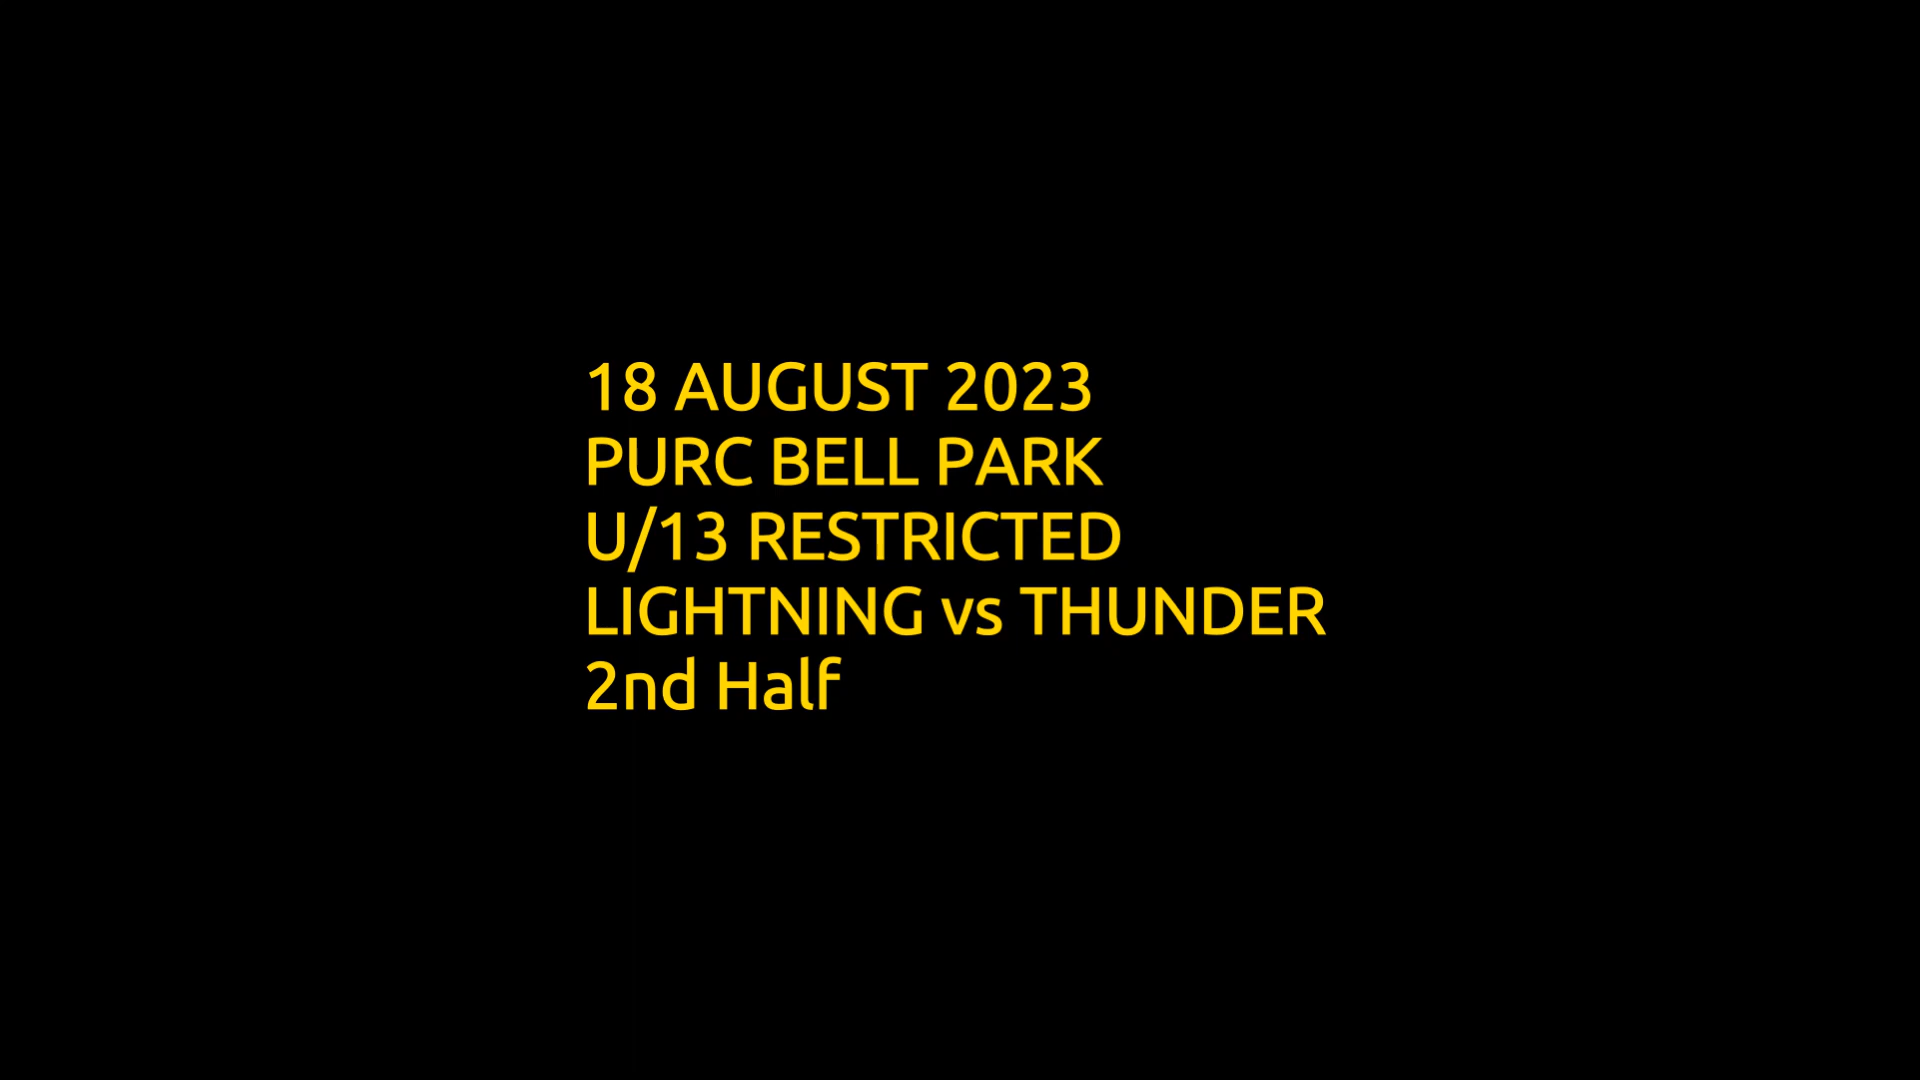 18 AUGUST 2023
PURC BELL PARK
U/13 RESTRICTED
LIGHTNING vs THUNDER
2nd Half